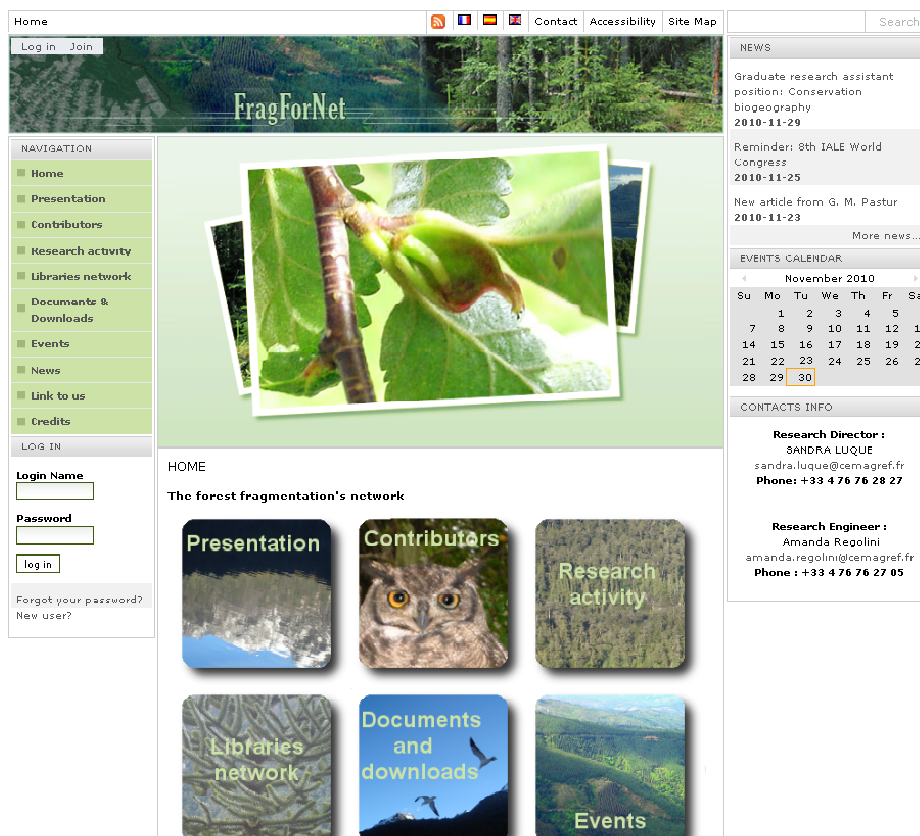 Home
Contact
Accessibility
Site Map
Search
Log in Join
FragForNet
NAVIGATION
Home
Presentation
Contributors
Research activity
Libraries network
Documents &
Downloads
Events
News
Link to us
Credits
LOG IN
Login Name
Password
log in
Forgot your password?
New user?
HOME
The forest fragmentation's network
Presentation
Contributors
Research
activity
Libraries
network
Documents
and
downloads
Events
NEWS
Graduate research assistant
position: Conservation
biogeography
2010-11-29
Reminder: 8th IALE World
Congress
2010-11-25
New article from G. M. Pastur
2010-11-23
More news...
EVENTS CALENDAR
November 2010
Su Mo Tu We Th Fr Sa
1 2 3 4 5
7 8 9 10 11 12
14 15 16 17 18 19
21 22 23 24 25 26
28 29 30
CONTACTS INFO
Research Director :
SANDRA LUQUE
sandra.luque@cemagref.fr
Phone: +33 4 76 76 28 27
Research Engineer :
Amanda Regolini
amanda.regolini@cemagref.fr
Phone : +33 4 76 76 27 05